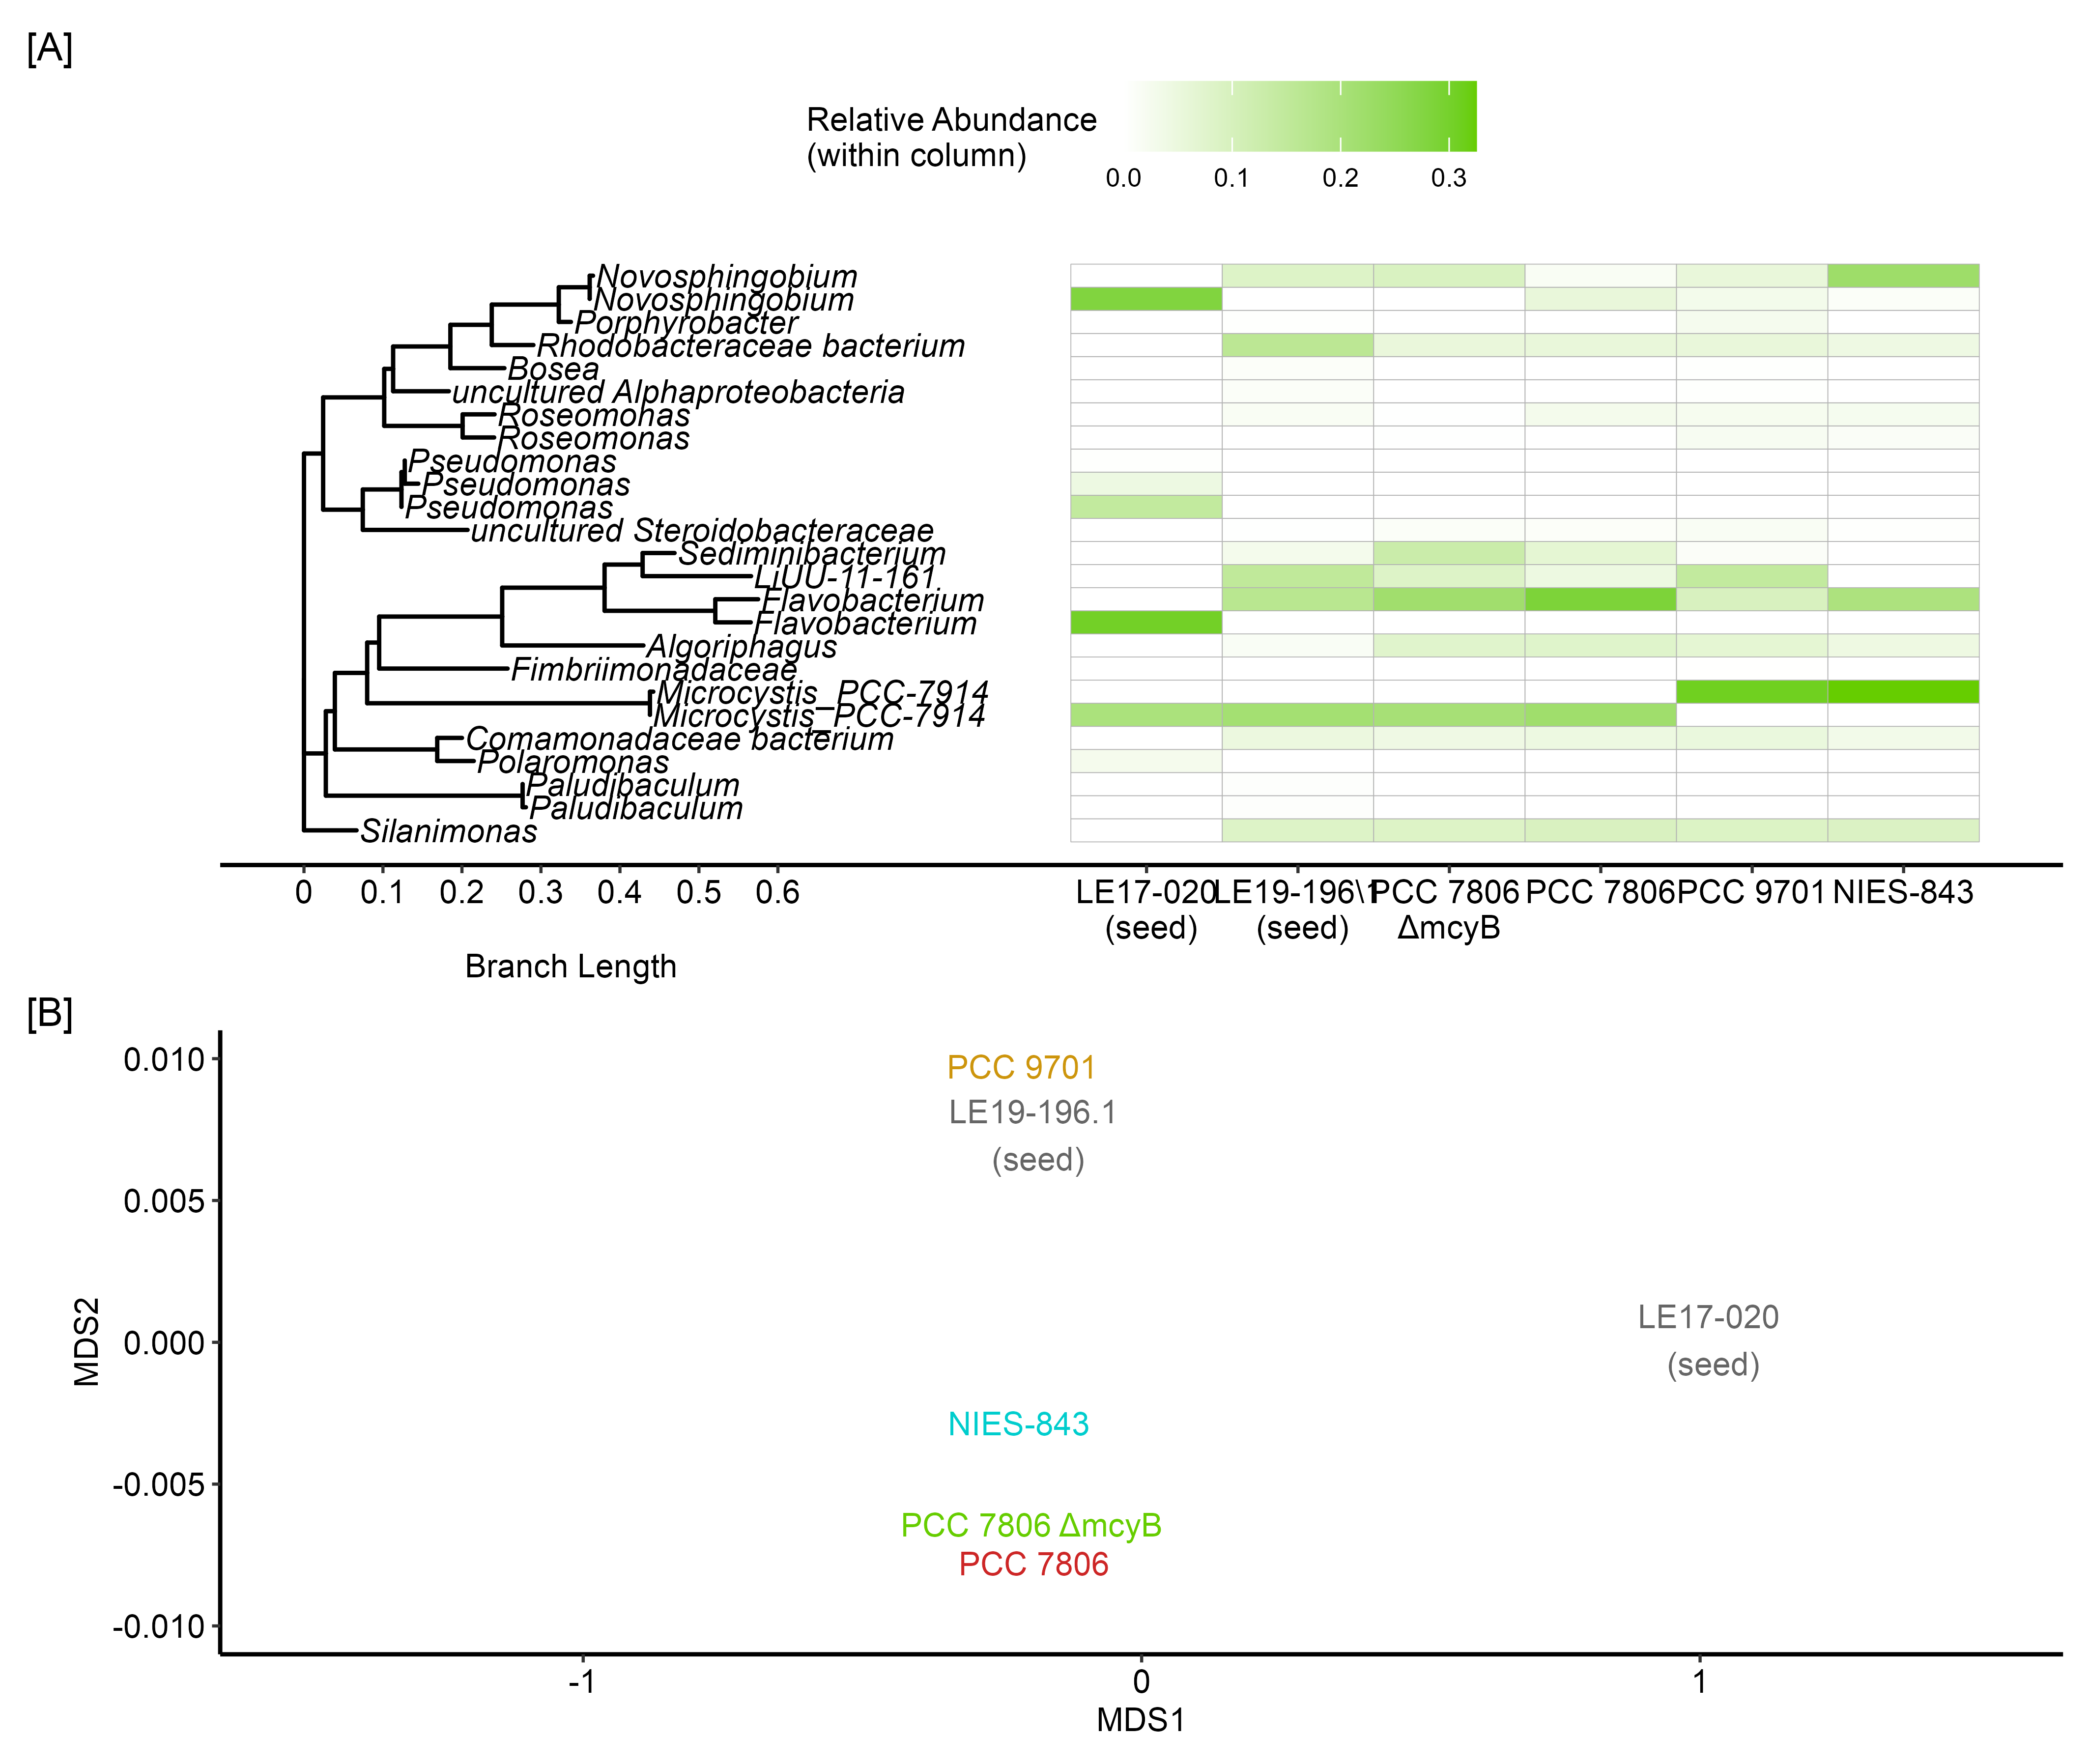 [A]
Relative Abundance
(within column)
0.0 0.1 0.2 0.3
Novosphingobium
Novosphingobium
Porphyrobacter
Rhodobacteraceae bacterium
Bosea
uncultured Alphaproteobacteria
Roseomonas
Roseomonas
Pseudomonas
Pseudomonas
Pseudomonas
uncultured Steroidobacteraceae
Sediminibacterium
LiUU-11-161
Flavobacterium
Flavobacterium
Algoriphagus
Fimbriimonadaceae
Microcystis_PCC-7914
Microcystis_PCC-7914
Comamonadaceae bacterium
Polaromonas
Paludibaculum
Paludibaculum
Silanimonas
0 0.1 0.2 0.3 0.4 0.5 0.6
LE17-020 LE19-196\1 PCC 7806 PCC 7806 PCC 9701 NIES-843
(seed) (seed) ΔmcyB
Branch Length
[B]
0.010
0.005
0.000
-0.005
-0.010
MDS2
PCC 9701
LE19-196.1
(seed)
LE17-020
(seed)
NIES-843
PCC 7806 ΔmcyB
PCC 7806
-1 0 1
MDS1